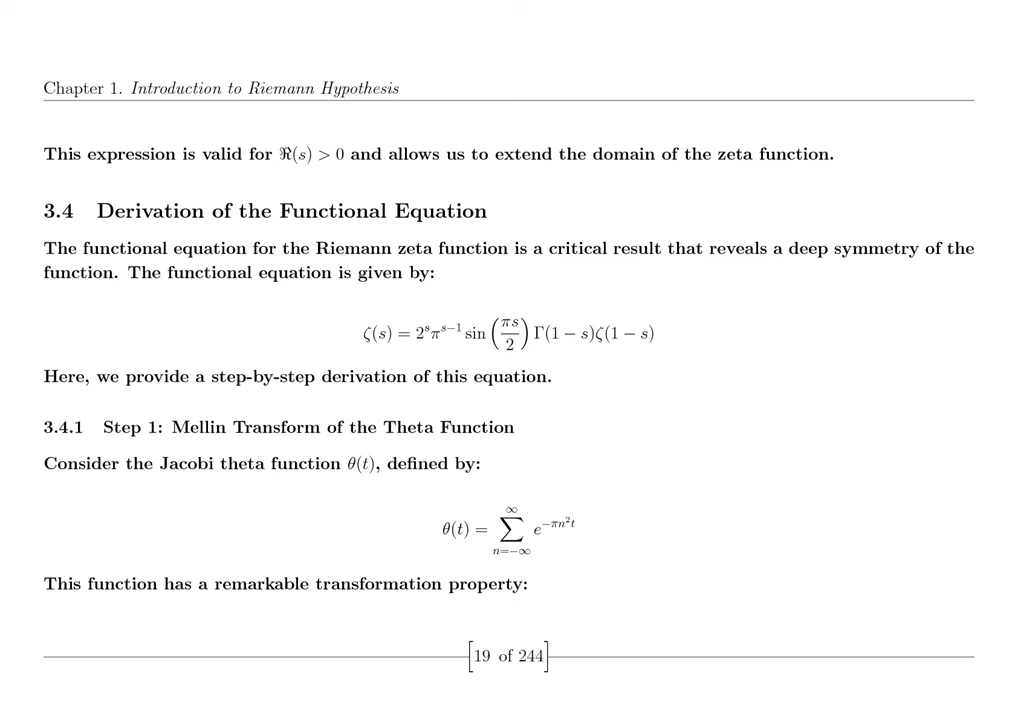 Chapter 1. Introduction to Riemann Hypothesis
This expression is valid for ℜ(s) > 0 and allows us to extend the domain of the zeta function.
3.4 Derivation of the Functional Equation
The functional equation for the Riemann zeta function is a critical result that reveals a deep symmetry of the
function. The functional equation is given by:
ζ(s) = 2^s π^{s−1} sin (πs/2) Γ(1 − s)ζ(1 − s)
Here, we provide a step-by-step derivation of this equation.
3.4.1 Step 1: Mellin Transform of the Theta Function
Consider the Jacobi theta function θ(t), defined by:
θ(t) = ∑_{n=−∞}^{∞} e^{−πn²t}
This function has a remarkable transformation property:
[19 of 244]